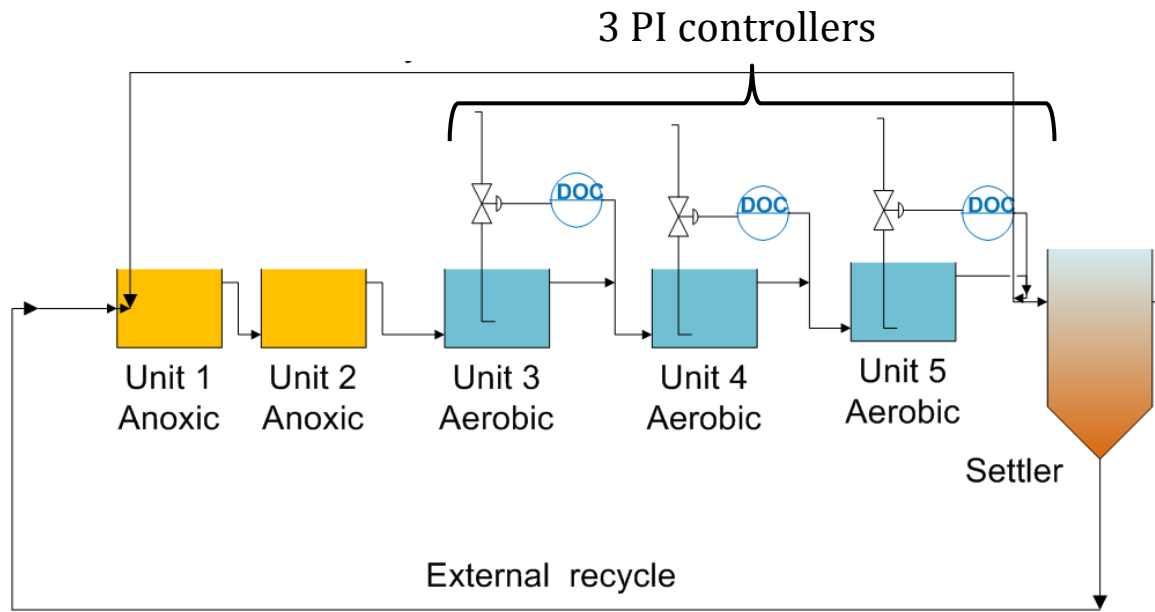 3 PI controllers
DOC
DOC
DOC
Unit 1
Anoxic
Unit 2
Anoxic
Unit 3
Aerobic
Unit 4
Aerobic
Unit 5
Aerobic
Settler
External recycle